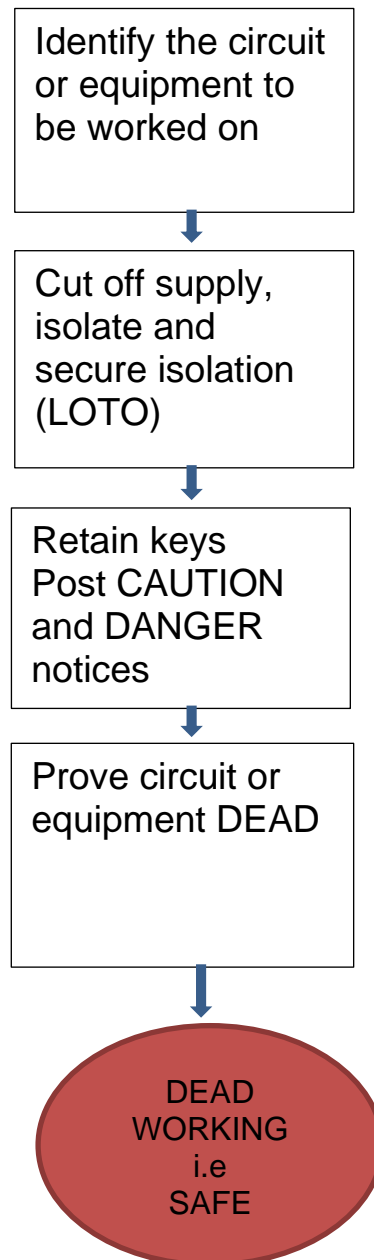 Identify the circuit
or equipment to
be worked on
Cut off supply,
isolate and
secure isolation
(LOTO)
Retain keys
Post CAUTION
and DANGER
notices
Prove circuit or
equipment DEAD
DEAD
WORKING
i.e
SAFE